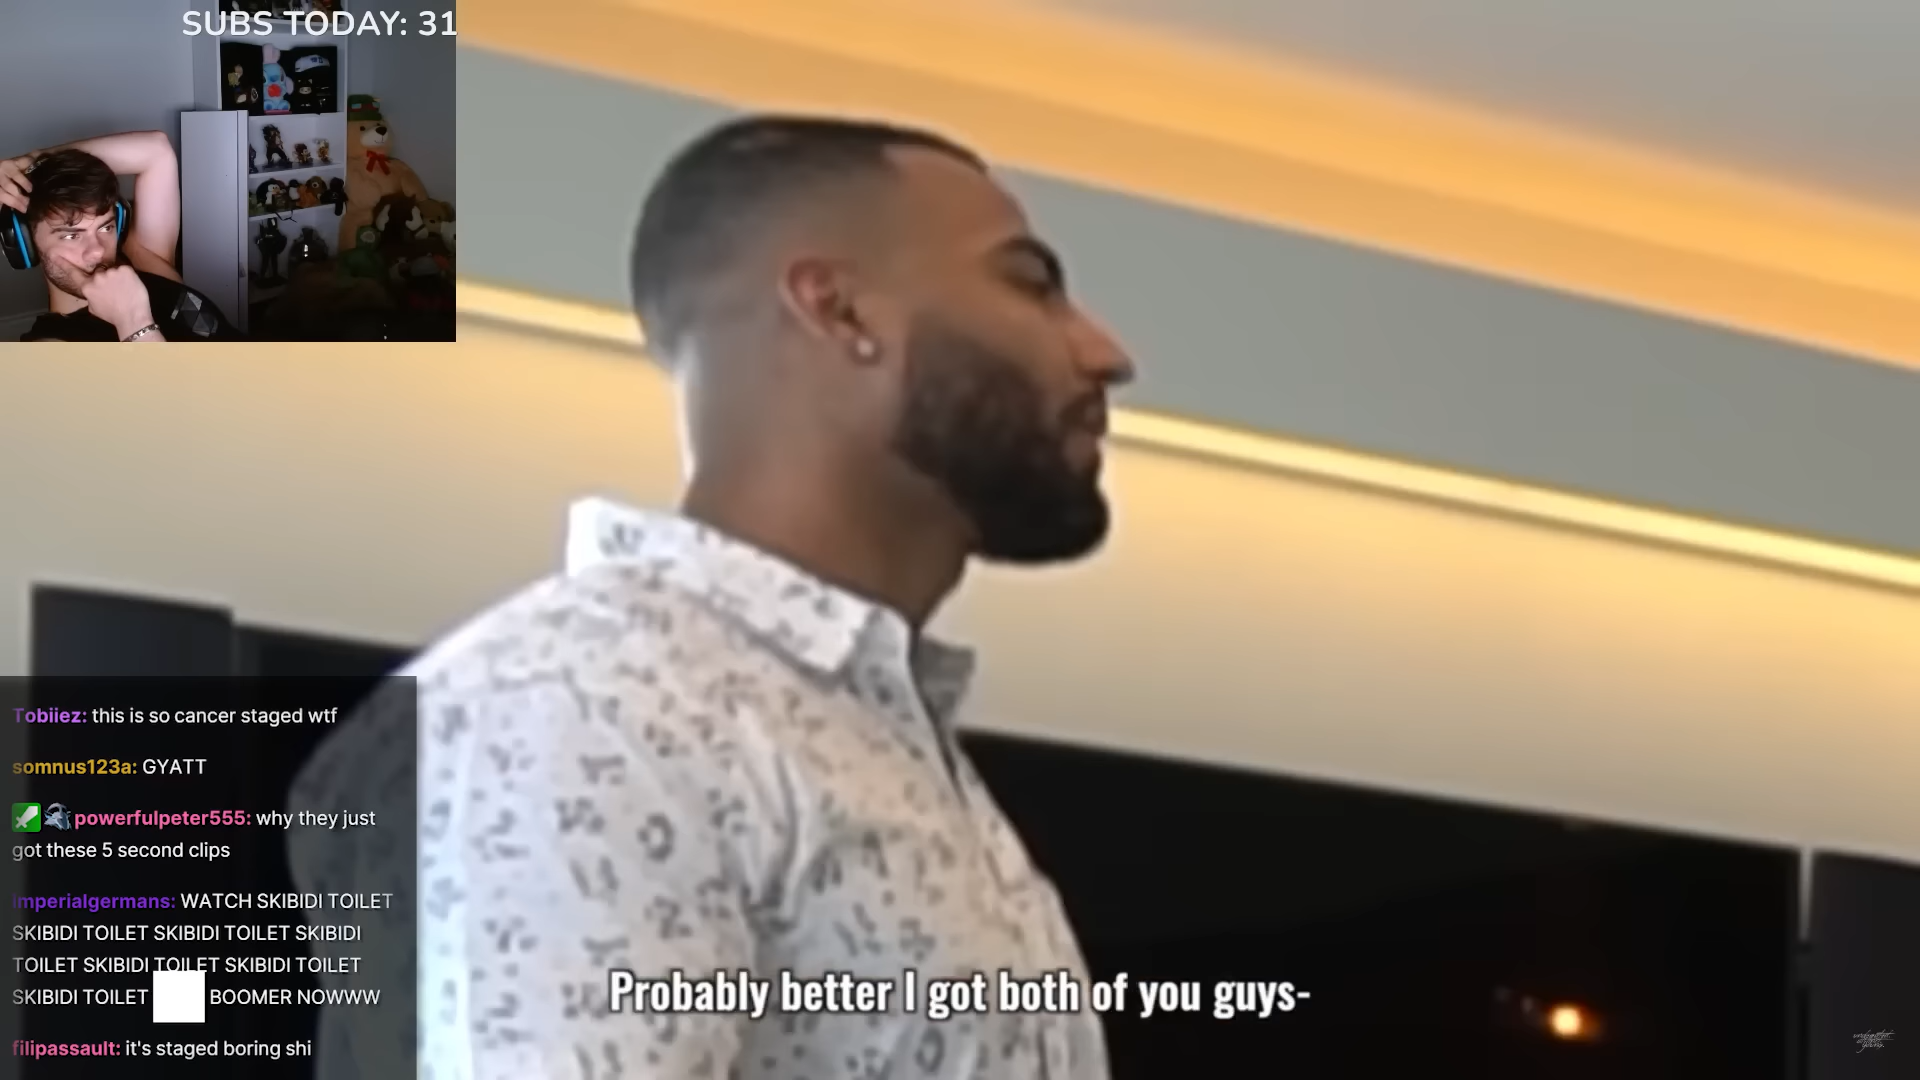 SUBS TODAY: 31
Tobiiez: this is so cancer staged wtf
somnus123a: GYATT
powerfulpeter555: why they just
got these 5 second clips
imperialgermans: WATCH SKIBIDI TOILET
SKIBIDI TOILET SKIBIDI TOILET SKIBIDI
TOILET SKIBIDI TOILET SKIBIDI TOILET
SKIBIDI TOILET BOOMER NOWWW
filipassault: it's staged boring shi
Probably better I got both of you guys-